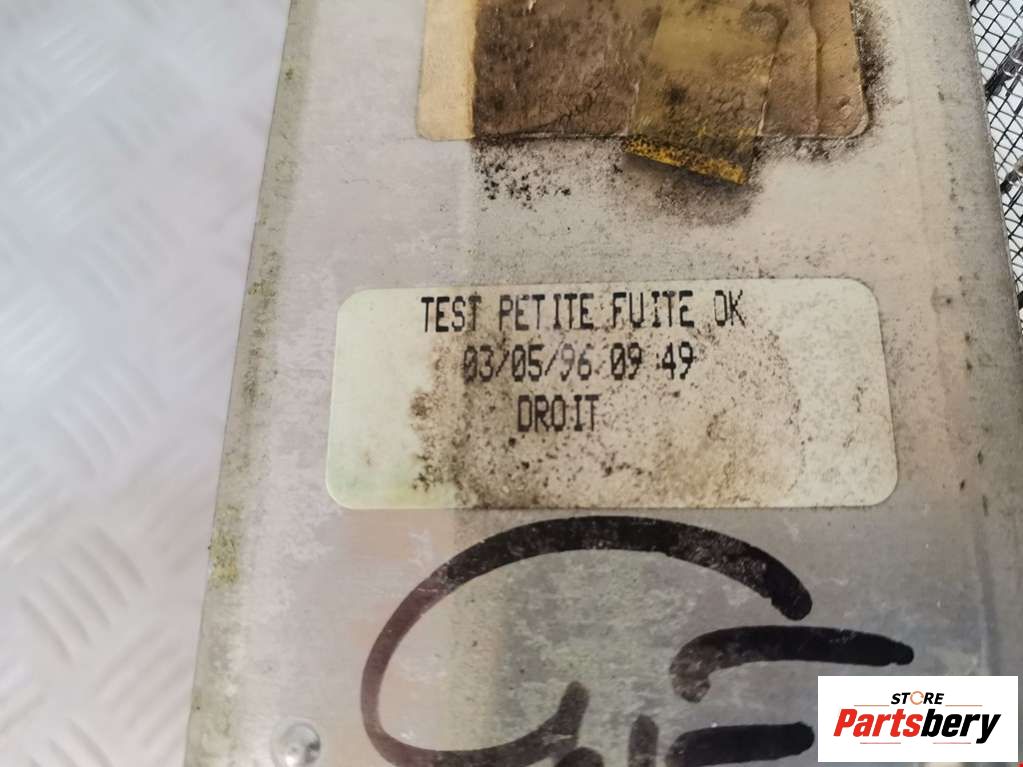 TEST PETITE FUITE OK
03/05/96 09 49
DROIT
STORE
Partsbery